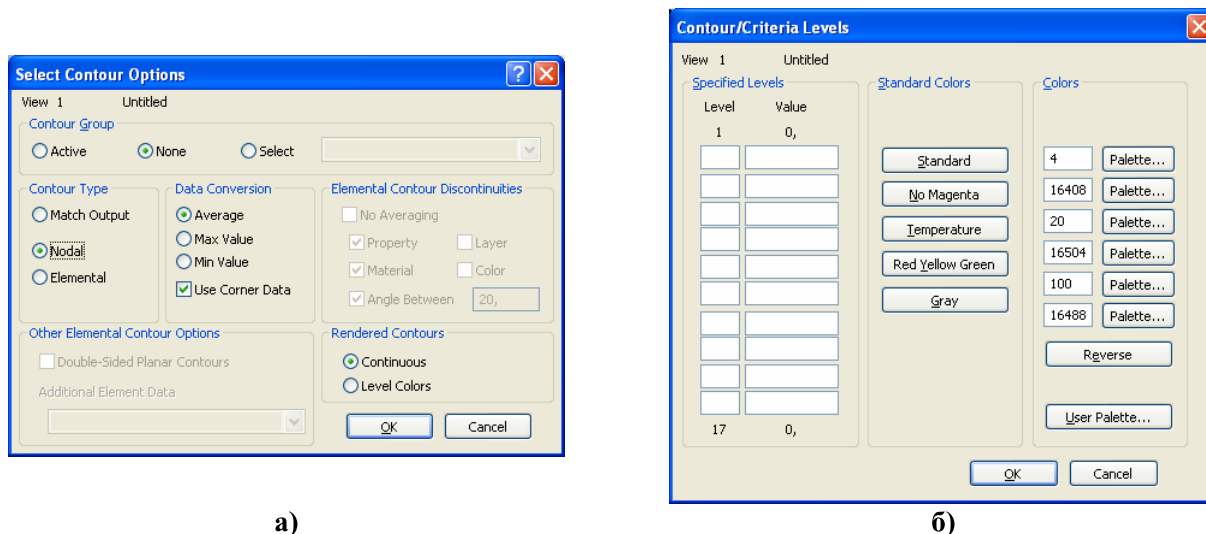 Select Contour Options
View 1 Untitled
Contour Group
Active None Select
Contour Type
Match Output
Nodal
Elemental
Data Conversion
Average
Max Value
Min Value
Use Corner Data
Elemental Contour Discontinuities
No Averaging
Property Layer
Material Color
Angle Between 20,
Other Elemental Contour Options
Double-Sided Planar Contours
Additional Element Data
Rendered Contours
Continuous
Level Colors
OK Cancel
а)
Contour/Criteria Levels
View 1 Untitled
Specified Levels
Level Value
1 0,
17 0,
Standard Colors
Standard
No Magenta
Temperature
Red Yellow Green
Gray
Colors
4 Palette...
16408 Palette...
20 Palette...
16504 Palette...
100 Palette...
16488 Palette...
Reverse
User Palette...
OK Cancel
б)